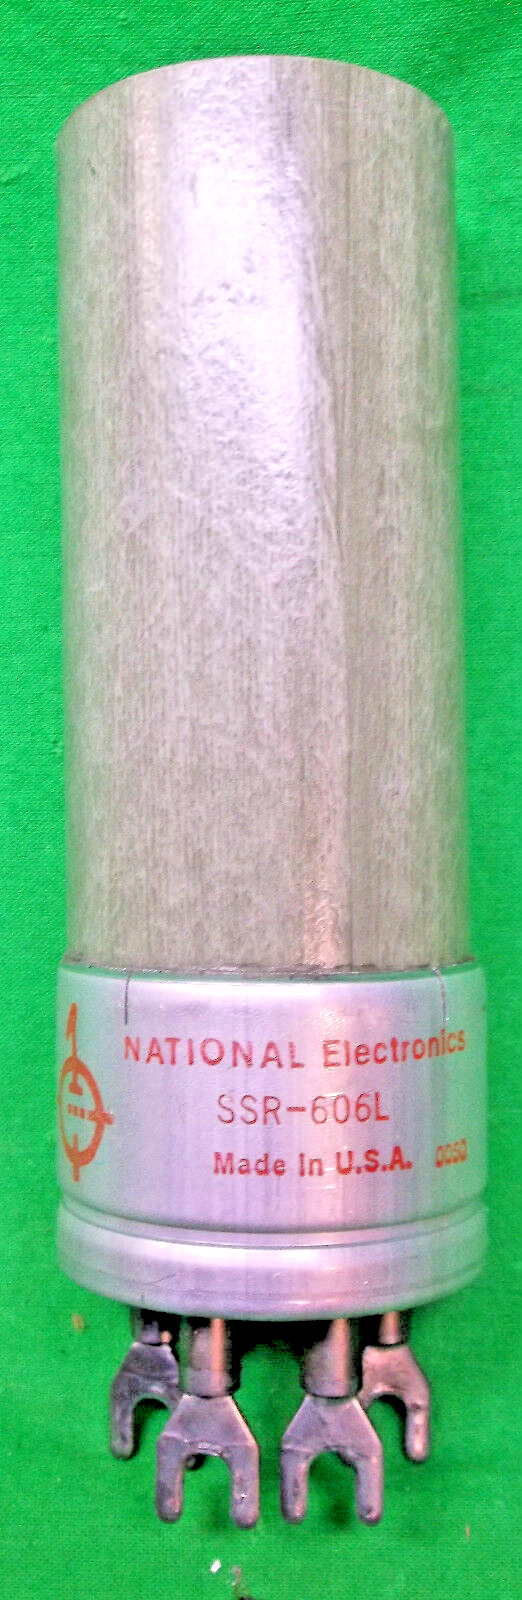 NATIONAL Electronics
SSR-606L
Made In U.S.A.